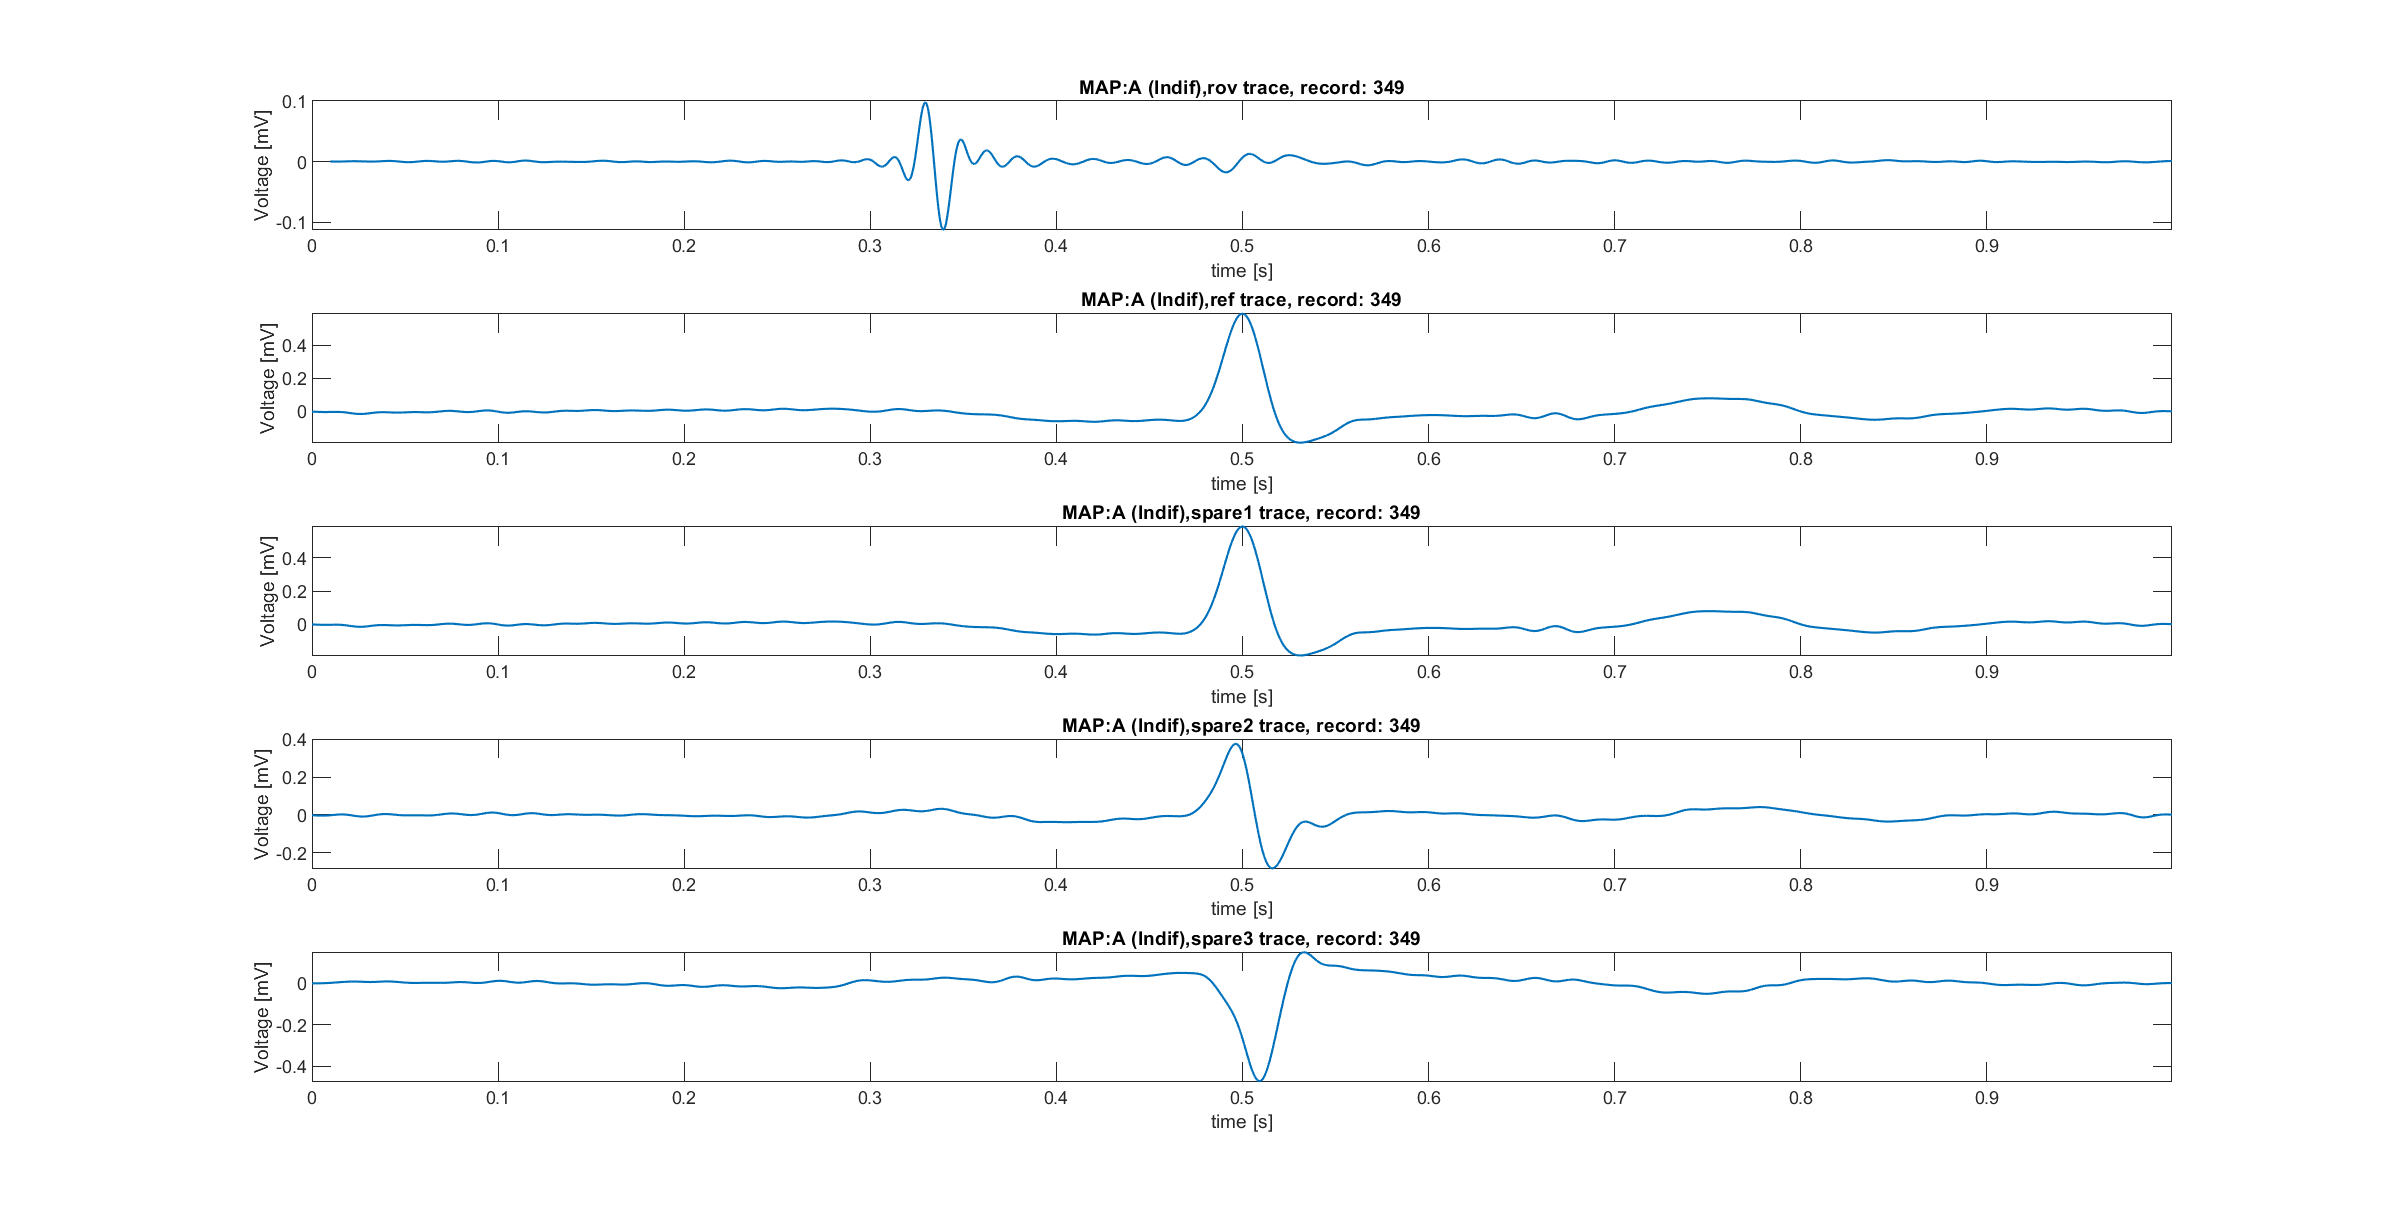 MAP:A (Indif),rov trace, record: 349
Voltage [mV]
0.1
0
-0.1
0 0.1 0.2 0.3 0.4 0.5 0.6 0.7 0.8 0.9
time [s]
MAP:A (Indif),ref trace, record: 349
Voltage [mV]
0.4
0.2
0
0 0.1 0.2 0.3 0.4 0.5 0.6 0.7 0.8 0.9
time [s]
MAP:A (Indif),spare1 trace, record: 349
Voltage [mV]
0.4
0.2
0
0 0.1 0.2 0.3 0.4 0.5 0.6 0.7 0.8 0.9
time [s]
MAP:A (Indif),spare2 trace, record: 349
Voltage [mV]
0.4
0.2
0
-0.2
0 0.1 0.2 0.3 0.4 0.5 0.6 0.7 0.8 0.9
time [s]
MAP:A (Indif),spare3 trace, record: 349
Voltage [mV]
0
-0.2
-0.4
0 0.1 0.2 0.3 0.4 0.5 0.6 0.7 0.8 0.9
time [s]